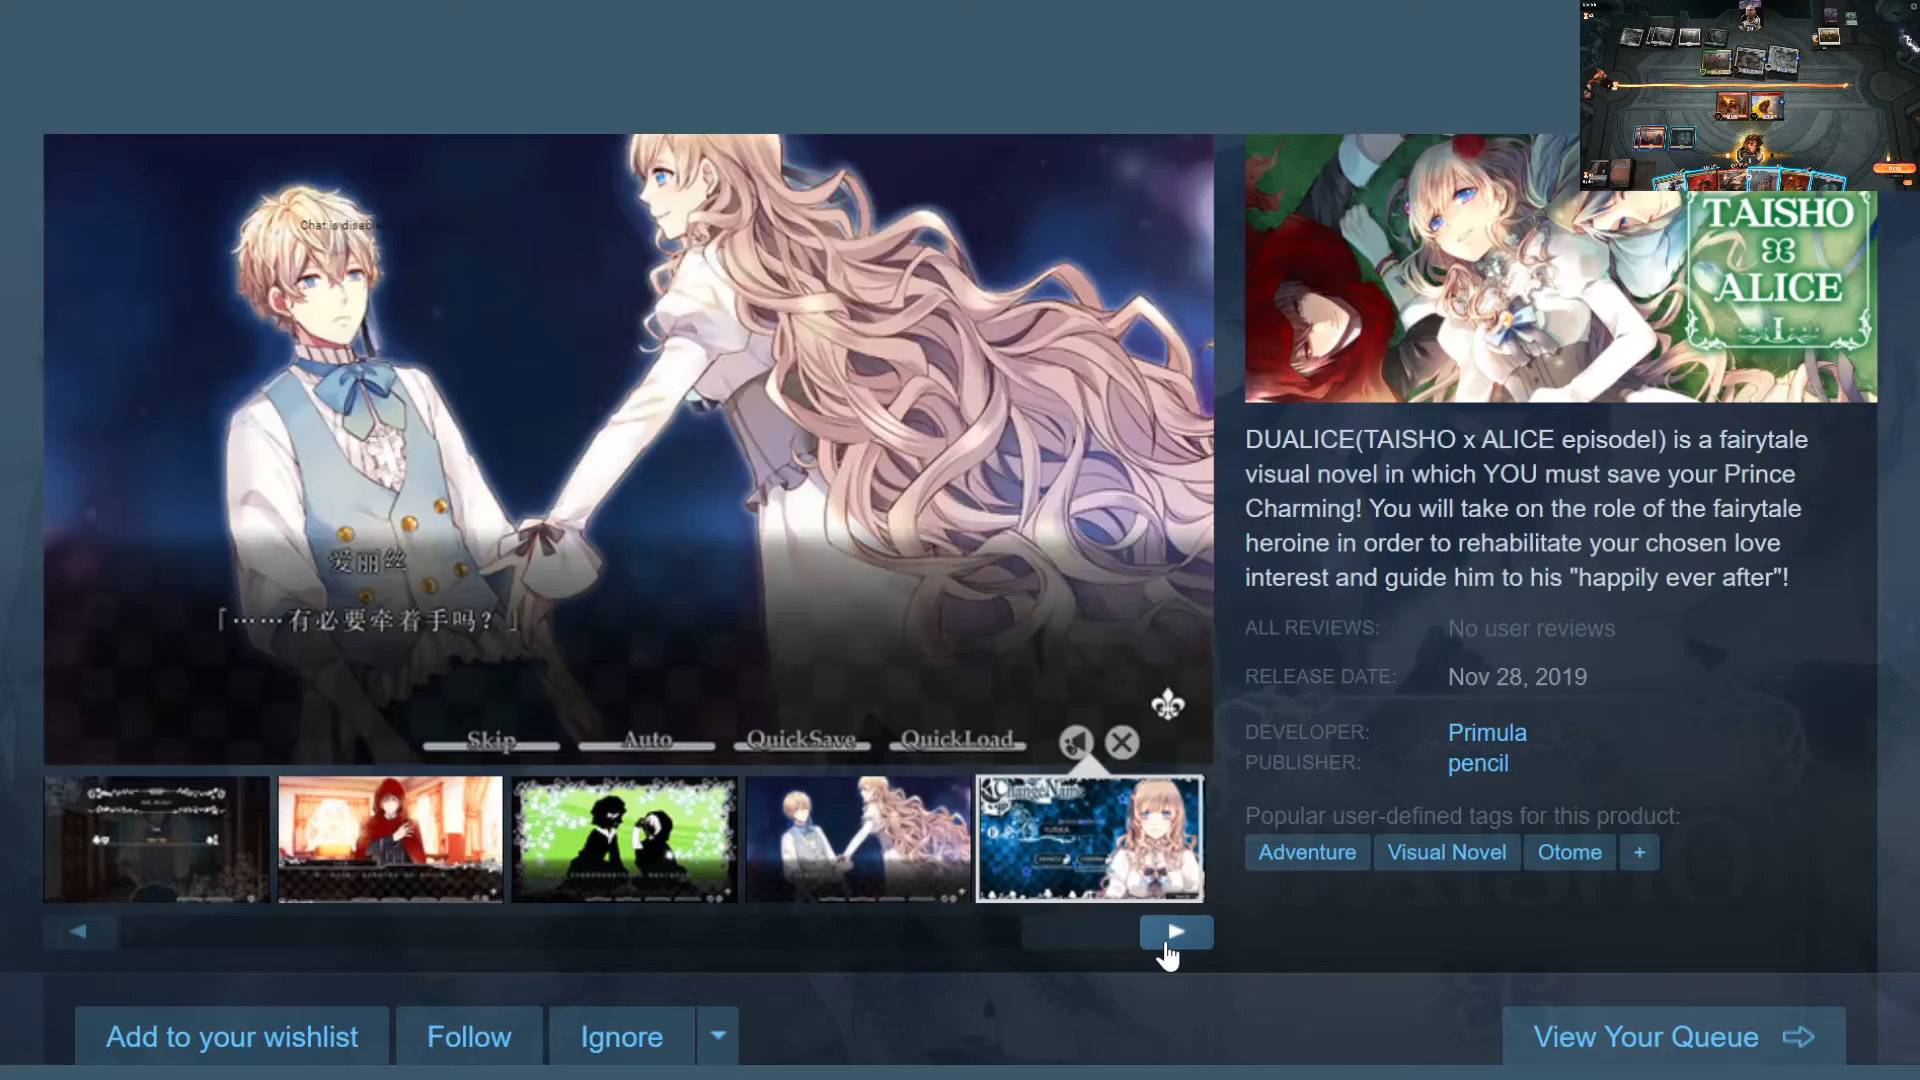 Chat is disable
爱丽丝
「……有必要牵着手吗？」
Skip
Auto
QuickSave
QuickLoad
TAISHO
ALICE
I
DUALICE(TAISHO x ALICE episodeI) is a fairytale
visual novel in which YOU must save your Prince
Charming! You will take on the role of the fairytale
heroine in order to rehabilitate your chosen love
interest and guide him to his "happily ever after"!
ALL REVIEWS: No user reviews
RELEASE DATE: Nov 28, 2019
DEVELOPER: Primula
PUBLISHER: pencil
Popular user-defined tags for this product:
Adventure
Visual Novel
Otome
+
ChangeName
Add to your wishlist
Follow
Ignore
View Your Queue